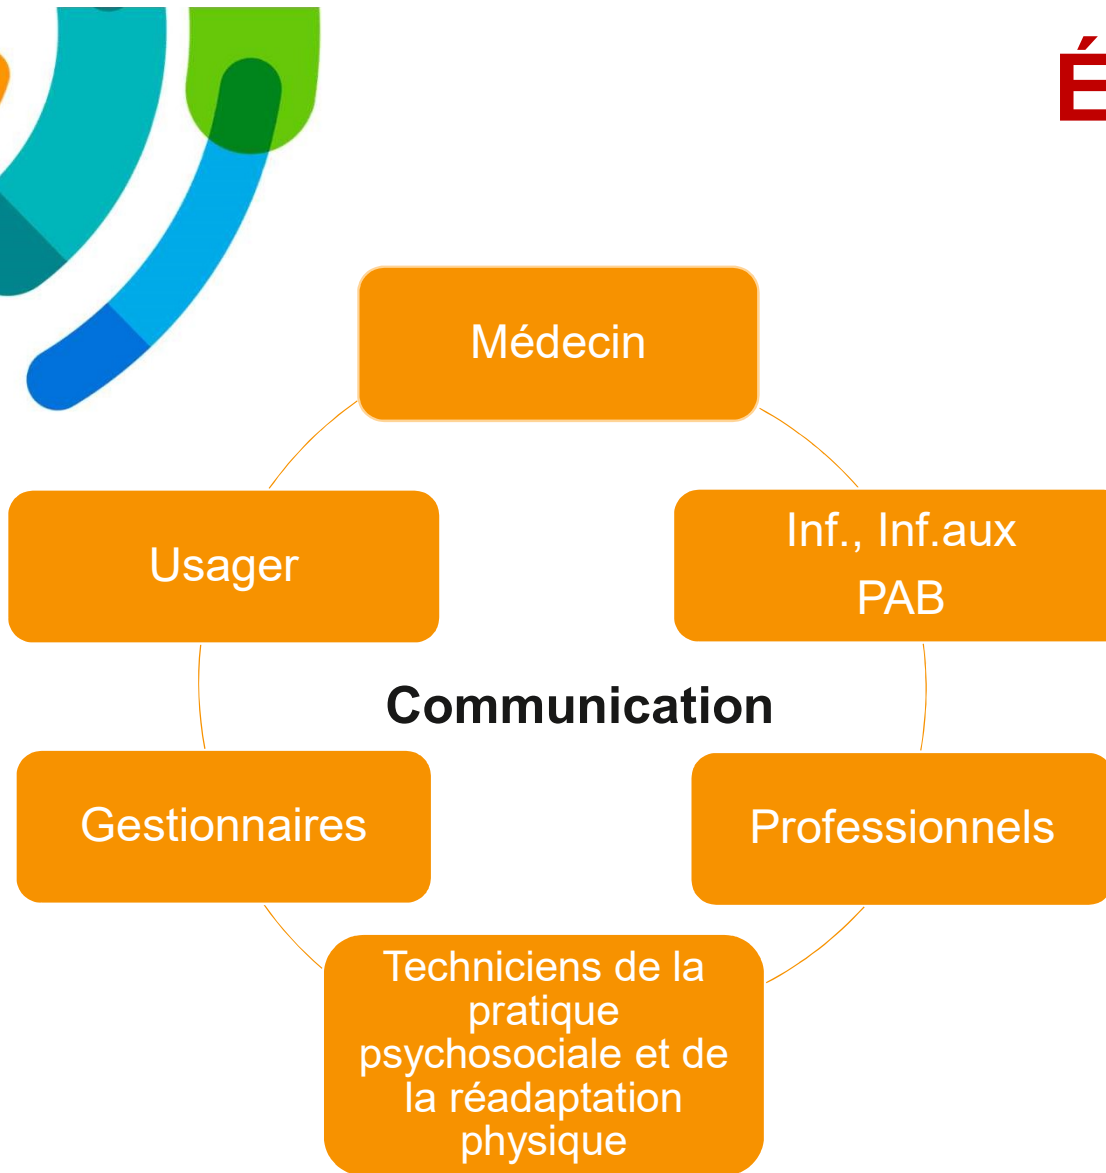 É
Médecin
Usager
Inf., Inf.aux
PAB
Communication
Gestionnaires
Professionnels
Techniciens de la
pratique
psychosociale et de
la réadaptation
physique